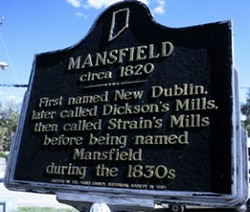 MANSFIELD
circa 1820
First named New Dublin,
later called Dickson's Mills,
then called Strain's Mills
before being named
Mansfield
during the 1830s